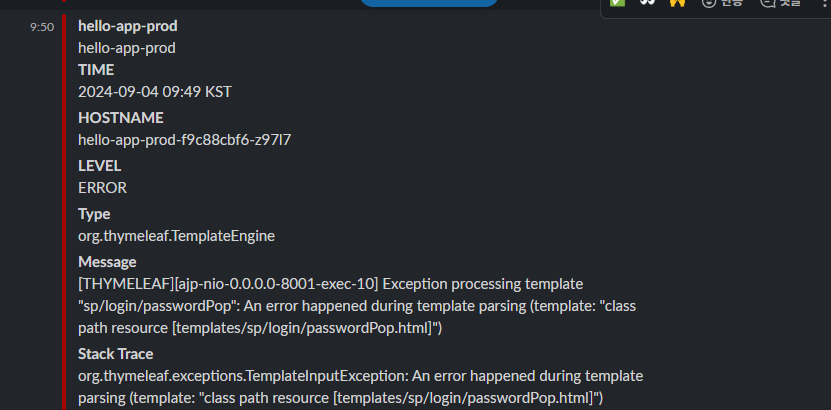 9:50
hello-app-prod
hello-app-prod
TIME
2024-09-04 09:49 KST
HOSTNAME
hello-app-prod-f9c88cbf6-z97l7
LEVEL
ERROR
Type
org.thymeleaf.TemplateEngine
Message
[THYMELEAF][ajp-nio-0.0.0.0-8001-exec-10] Exception processing template
"sp/login/passwordPop": An error happened during template parsing (template: "class
path resource [templates/sp/login/passwordPop.html]")
Stack Trace
org.thymeleaf.exceptions.TemplateInputException: An error happened during template
parsing (template: "class path resource [templates/sp/login/passwordPop.html]")